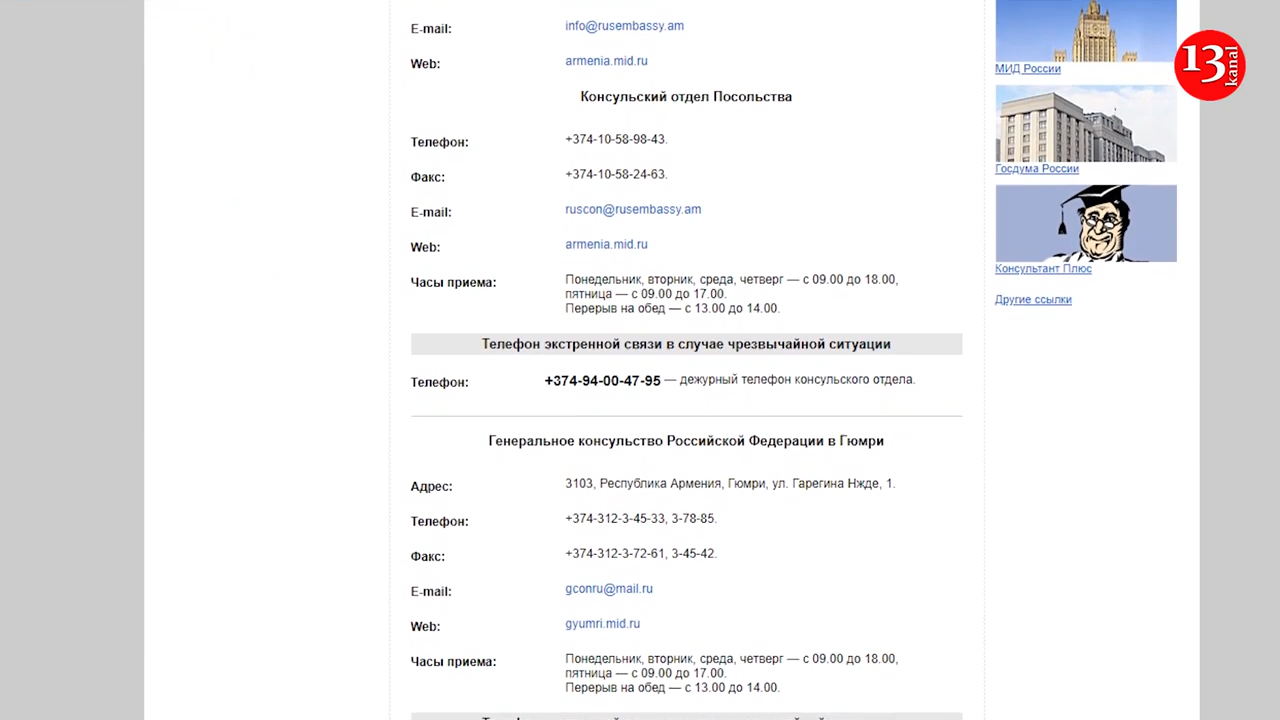 E-mail: info@rusembassy.am
Web: armenia.mid.ru
Консульский отдел Посольства
Телефон: +374-10-58-98-43.
Факс: +374-10-58-24-63.
E-mail: ruscon@rusembassy.am
Web: armenia.mid.ru
Часы приема: Понедельник, вторник, среда, четверг — с 09.00 до 18.00,
пятница — с 09.00 до 17.00.
Перерыв на обед — с 13.00 до 14.00.
Телефон экстренной связи в случае чрезвычайной ситуации
Телефон: +374-94-00-47-95 — дежурный телефон консульского отдела.
Генеральное консульство Российской Федерации в Гюмри
Адрес: 3103, Республика Армения, Гюмри, ул. Гарегина Нжде, 1.
Телефон: +374-312-3-45-33, 3-78-85.
Факс: +374-312-3-72-61, 3-45-42.
E-mail: gconru@mail.ru
Web: gyumri.mid.ru
Часы приема: Понедельник, вторник, среда, четверг — с 09.00 до 18.00,
пятница — с 09.00 до 17.00.
Перерыв на обед — с 13.00 до 14.00.
МИД России
Госдума России
Консультант Плюс
Другие ссылки
13 kanal